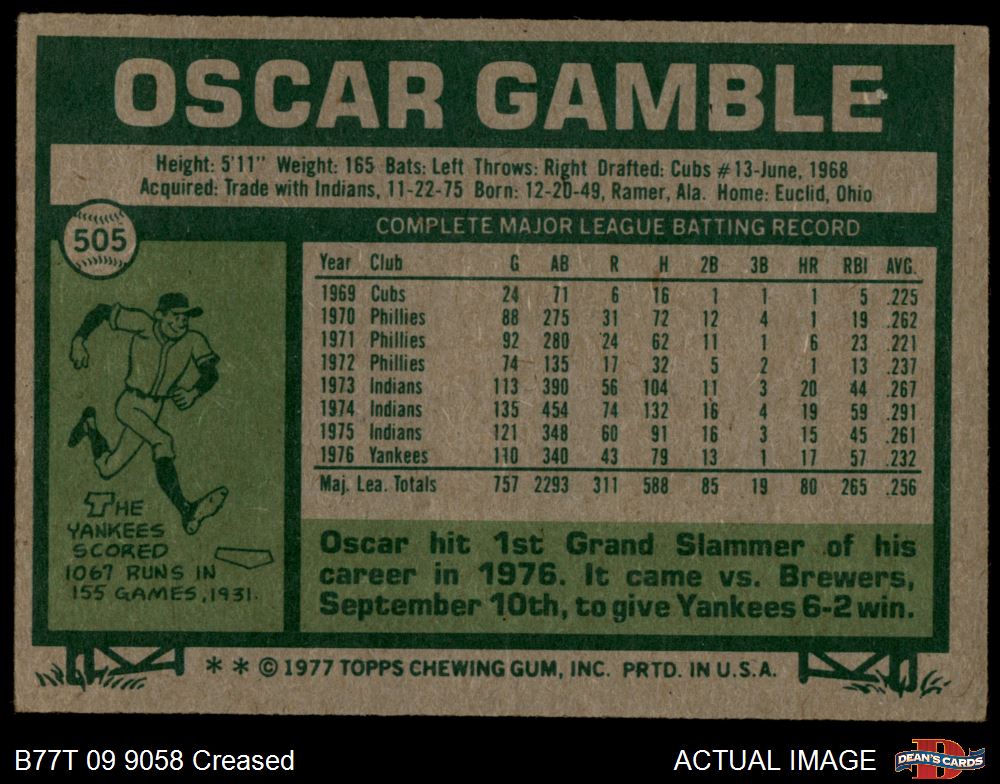 OSCAR GAMBLE
Height: 5'11" Weight: 165 Bats: Left Throws: Right Drafted: Cubs #13-June, 1968
Acquired: Trade with Indians, 11-22-75 Born: 12-20-49, Ramer, Ala. Home: Euclid, Ohio
505
COMPLETE MAJOR LEAGUE BATTING RECORD
Year Club G AB R H 2B 3B HR RBI AVG.
1969 Cubs 24 71 6 16 1 1 1 5 .225
1970 Phillies 88 275 31 72 12 4 1 19 .262
1971 Phillies 92 280 24 62 11 1 6 23 .221
1972 Phillies 74 135 17 32 5 2 1 13 .237
1973 Indians 113 390 56 104 11 3 20 44 .267
1974 Indians 135 454 74 132 16 4 19 59 .291
1975 Indians 121 348 60 91 16 3 15 45 .261
1976 Yankees 110 340 43 79 13 1 17 57 .232
Maj. Lea. Totals 757 2293 311 588 85 19 80 265 .256
THE
YANKEES
SCORED
1067 RUNS IN
155 GAMES, 1931.
Oscar hit 1st Grand Slammer of his
career in 1976. It came vs. Brewers,
September 10th, to give Yankees 6-2 win.
* * © 1977 TOPPS CHEWING GUM, INC. PRTD. IN U.S.A.
B77T 09 9058 Creased
ACTUAL IMAGE
D
DEAN'S CARDS